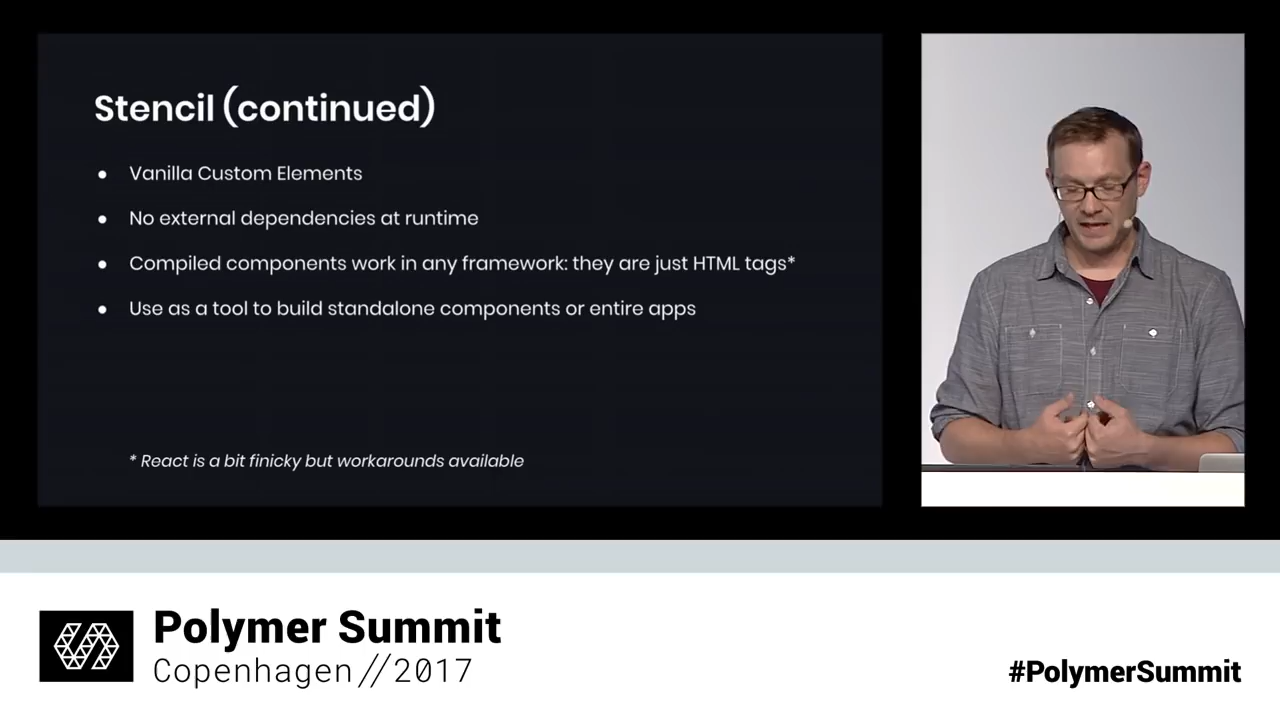 Stencil (continued)
• Vanilla Custom Elements
• No external dependencies at runtime
• Compiled components work in any framework: they are just HTML tags*
• Use as a tool to build standalone components or entire apps
* React is a bit finicky but workarounds available
Polymer Summit
Copenhagen //2017
#PolymerSummit